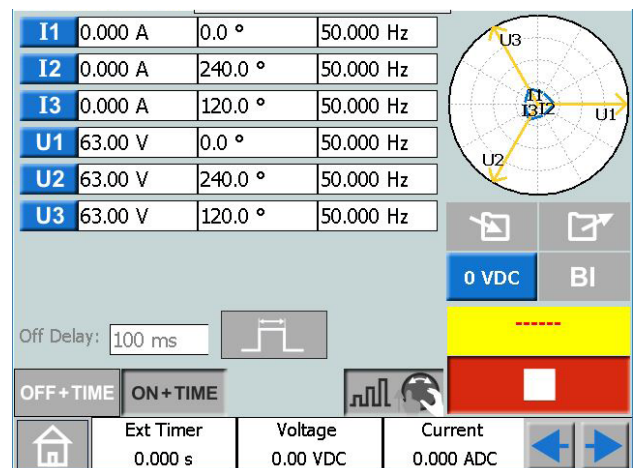 I1 0.000 A 0.0 ° 50.000 Hz
I2 0.000 A 240.0 ° 50.000 Hz
I3 0.000 A 120.0 ° 50.000 Hz
U1 63.00 V 0.0 ° 50.000 Hz
U2 63.00 V 240.0 ° 50.000 Hz
U3 63.00 V 120.0 ° 50.000 Hz
U3
I1
I3 I2
U1
U2
0 VDC BI
------
Off Delay: 100 ms
OFF+TIME ON+TIME
Ext Timer Voltage Current
0.000 s 0.00 VDC 0.000 ADC